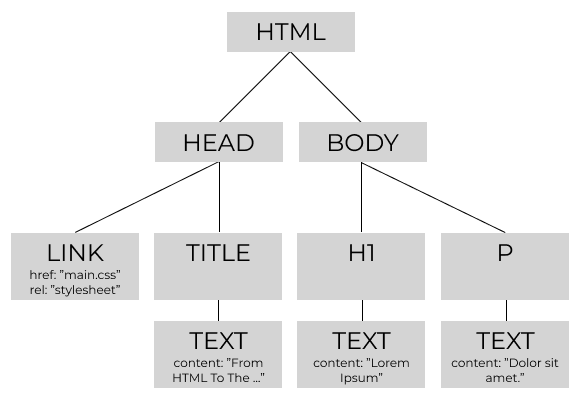 HTML
HEAD
BODY
LINK
href: ”main.css”
rel: ”stylesheet”
TITLE
H1
P
TEXT
content: ”From
HTML To The ...”
TEXT
content: ”Lorem
Ipsum”
TEXT
content: ”Dolor sit
amet.”